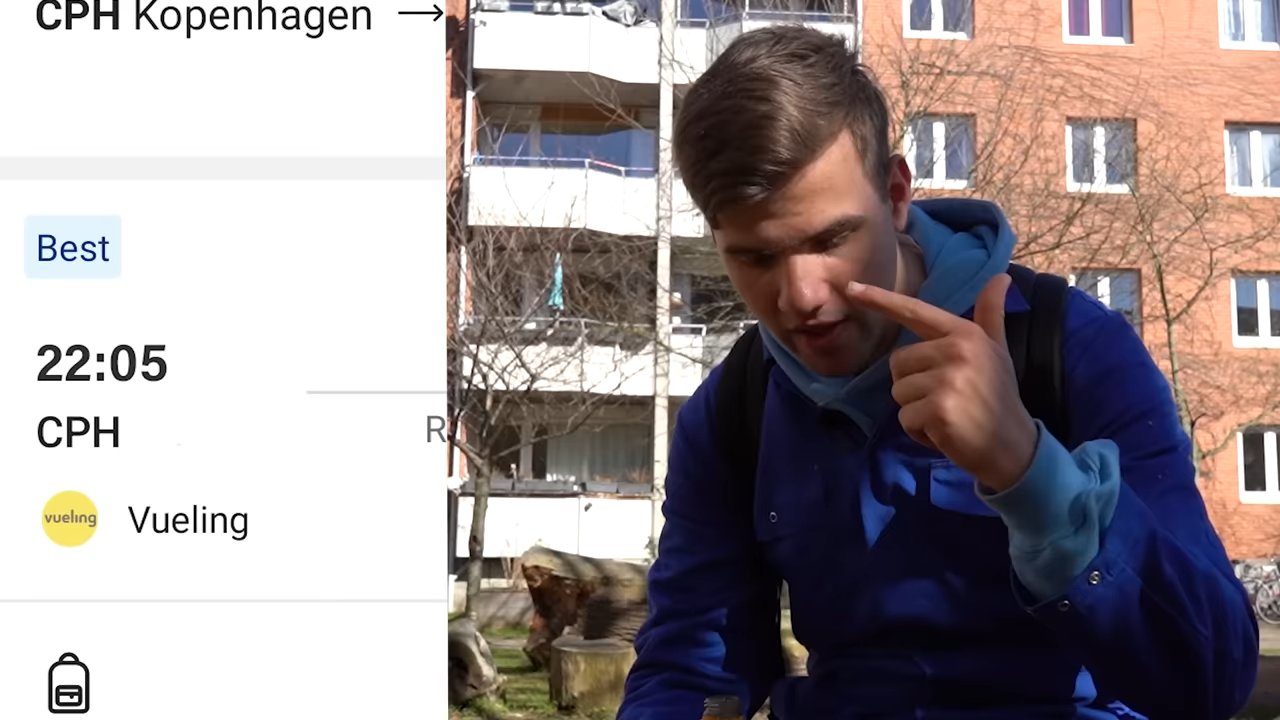 CPH Kopenhagen →
Best
22:05
CPH
R
vueling
Vueling